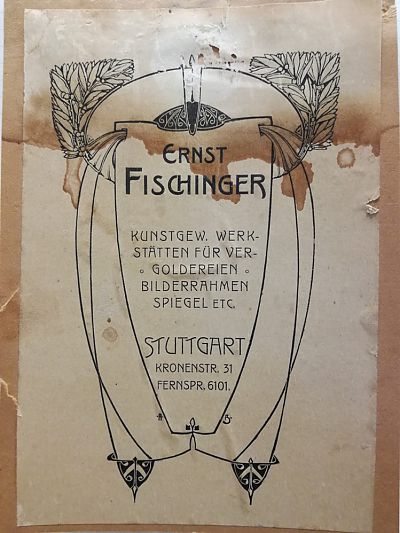 ERNST
FISCHINGER
KUNSTGEW. WERK-
STÄTTEN FÜR VER-
◦ GOLDEREIEN ◦
BILDERRAHMEN
SPIEGEL ETC.
STUTTGART
KRONENSTR. 31
FERNSPR. 6101.